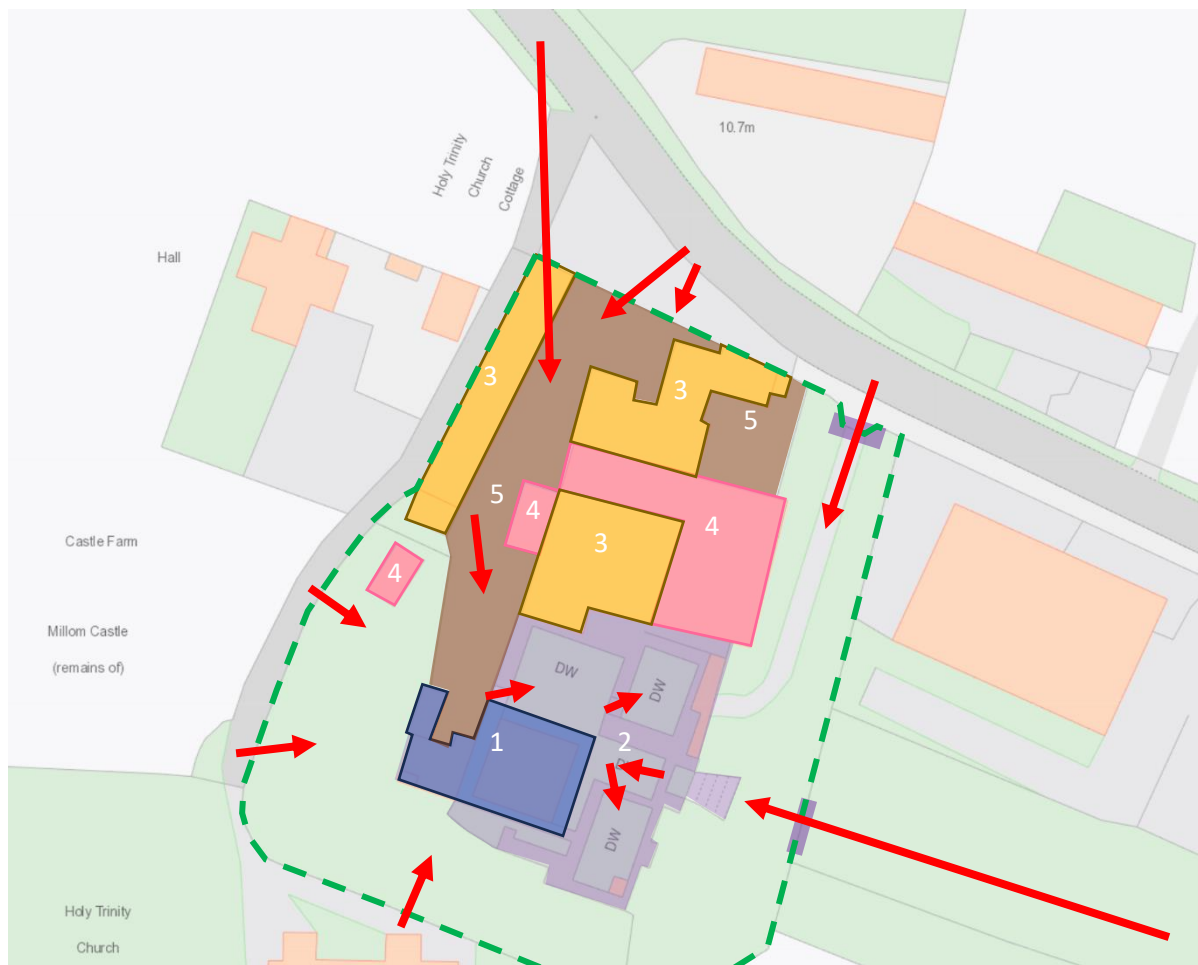 10.7m
Holy Trinity
Church
Cottage
Hall
3
3
5
5
4
4
3
4
Castle Farm
Millom Castle
(remains of)
DW
DW
1
2
DW
Holy Trinity
Church